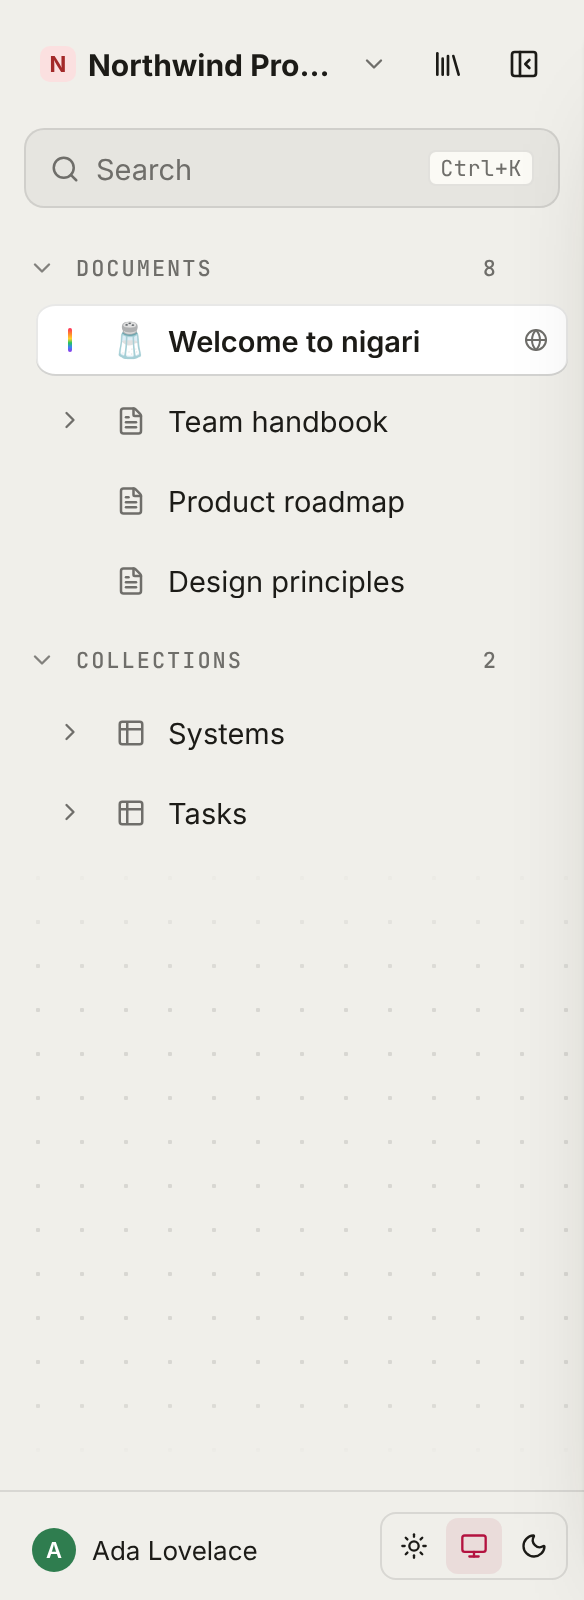 N Northwind Pro...
Search Ctrl+K
DOCUMENTS 8
Welcome to nigari
Team handbook
Product roadmap
Design principles
COLLECTIONS 2
Systems
Tasks
A Ada Lovelace